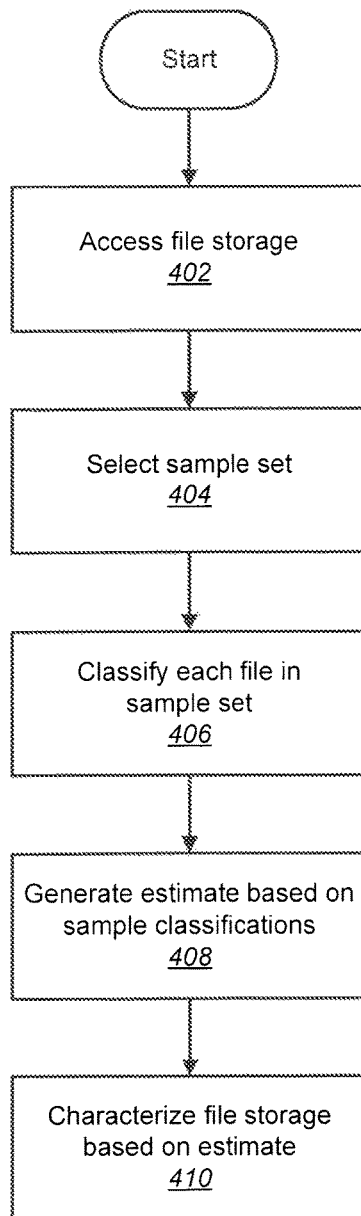 Start
Access file storage
402
Select sample set
404
Classify each file in
sample set
406
Generate estimate based on
sample classifications
408
Characterize file storage
based on estimate
410